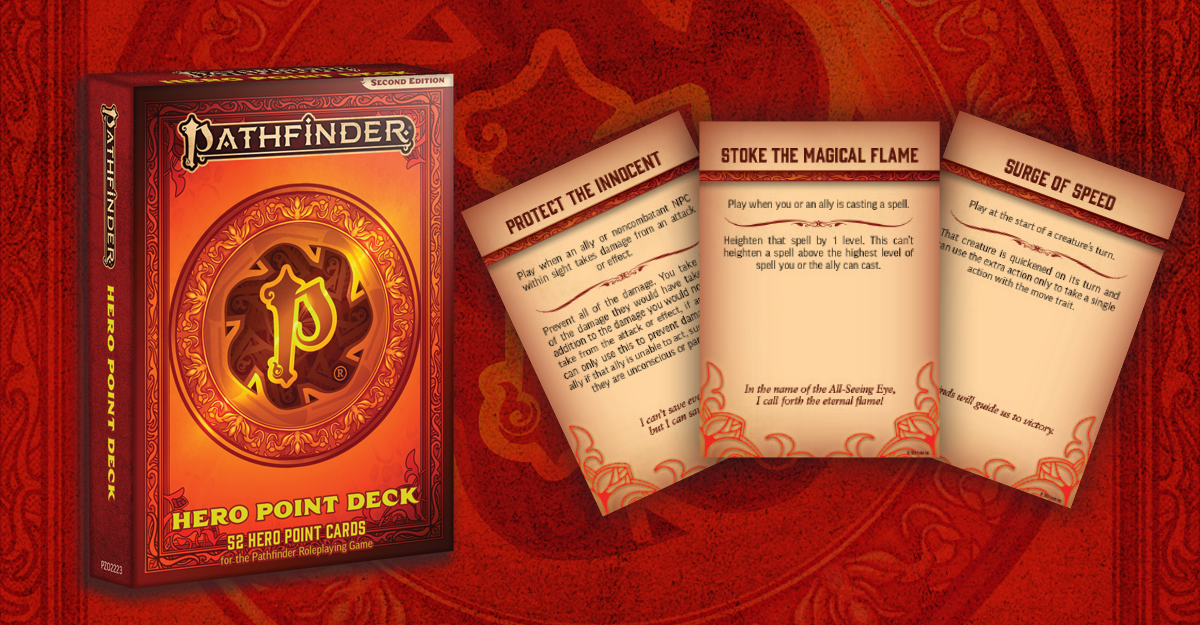 SECOND EDITION
PATHFINDER
PATHFINDER
HERO POINT DECK
PZO2223
®
HERO POINT DECK
52 HERO POINT CARDS
for the Pathfinder Roleplaying Game
PROTECT THE INNOCENT
Play when an ally or noncombatant NPC
within sight takes damage from an attack
or effect.
Prevent all of the damage. You take
of the damage they would have take
addition to the damage you would no
take from the attack or effect, if a
can only use this to prevent dam
ally if that ally is unable to act, su
they are unconscious or pa
I can't save eve
but I can sa
STOKE THE MAGICAL FLAME
Play when you or an ally is casting a spell.
Heighten that spell by 1 level. This can't
heighten a spell above the highest level of
spell you or the ally can cast.
In the name of the All-Seeing Eye,
I call forth the eternal flame!
SURGE OF SPEED
Play at the start of a creature's turn.
That creature is quickened on its turn and
can use the extra action only to take a single
action with the move trait.
nds will guide us to victory.